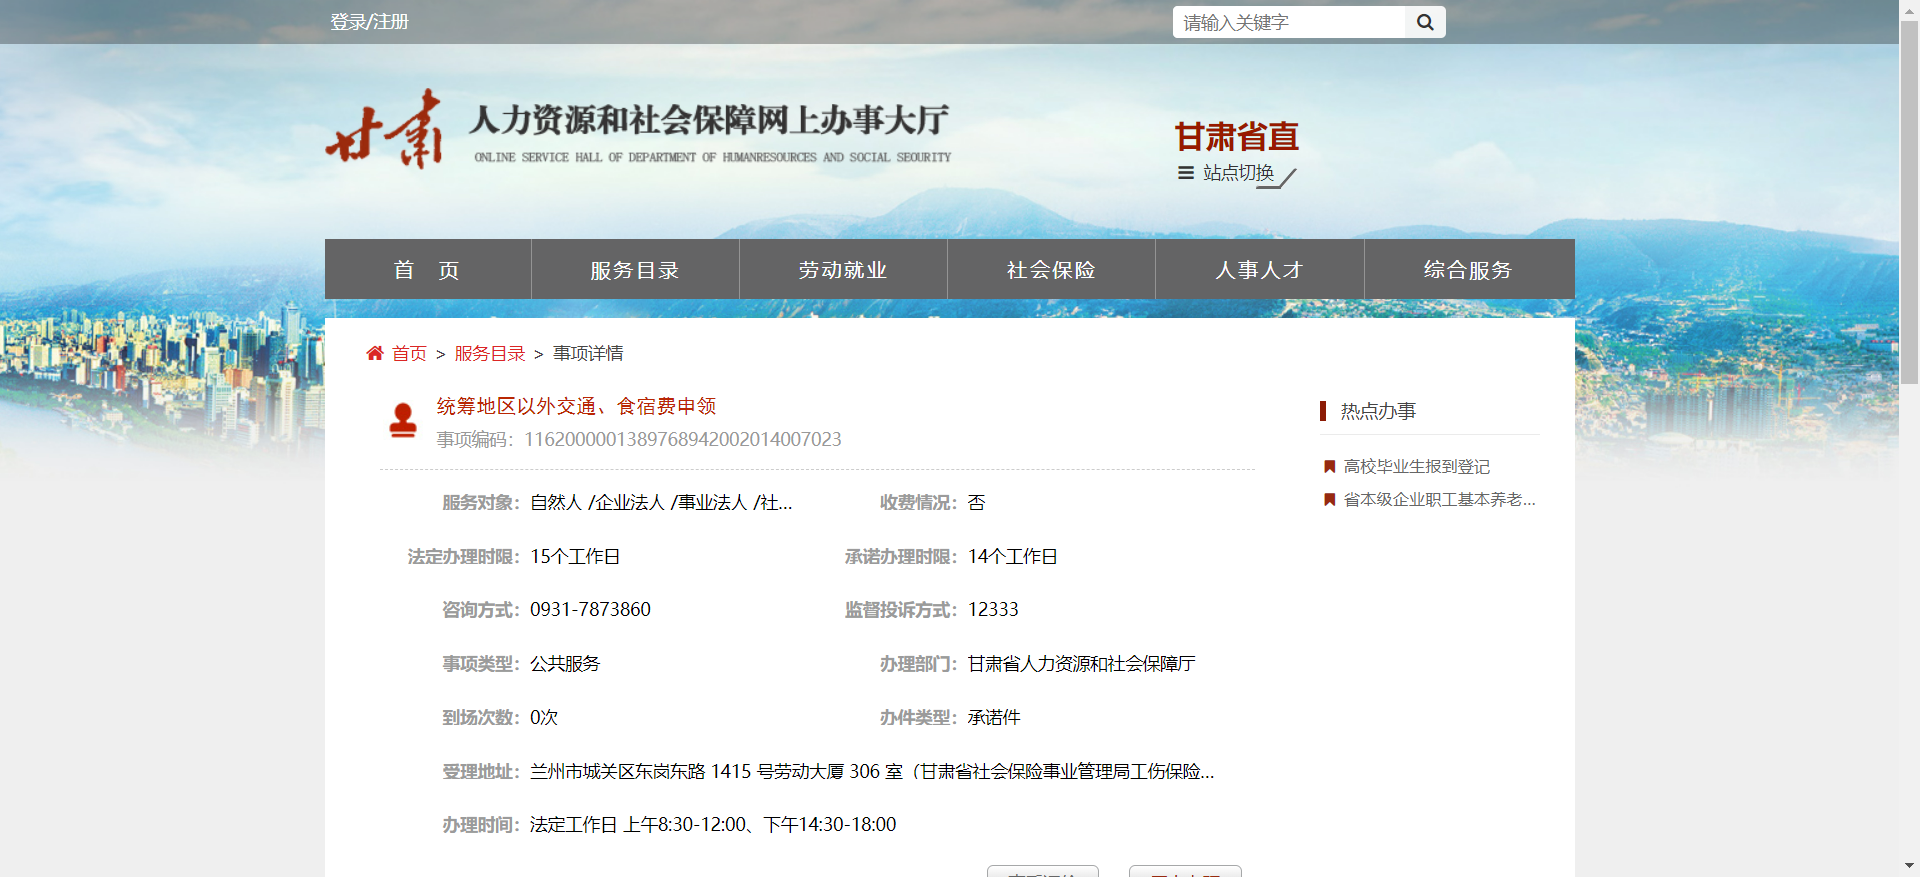 登录/注册
请输入关键字
甘肃
人力资源和社会保障网上办事大厅
ONLINE SERVICE HALL OF DEPARTMENT OF HUMANRESOURCES AND SOCIAL SEOURITY
甘肃省直
站点切换
首 页
服务目录
劳动就业
社会保险
人事人才
综合服务
首页 > 服务目录 > 事项详情
统筹地区以外交通、食宿费申领
事项编码：11620000013897689420020140070​23
服务对象：自然人 /企业法人 /事业法人 /社...
收费情况：否
法定办理时限：15个工作日
承诺办理时限：14个工作日
咨询方式：0931-7873860
监督投诉方式：12333
事项类型：公共服务
办理部门：甘肃省人力资源和社会保障厅
到场次数：0次
办件类型：承诺件
受理地址：兰州市城关区东岗东路 1415 号劳动大厦 306 室（甘肃省社会保险事业管理局工伤保险...
办理时间：法定工作日 上午8:30-12:00、下午14:30-18:00
热点办事
高校毕业生报到登记
省本级企业职工基本养老...